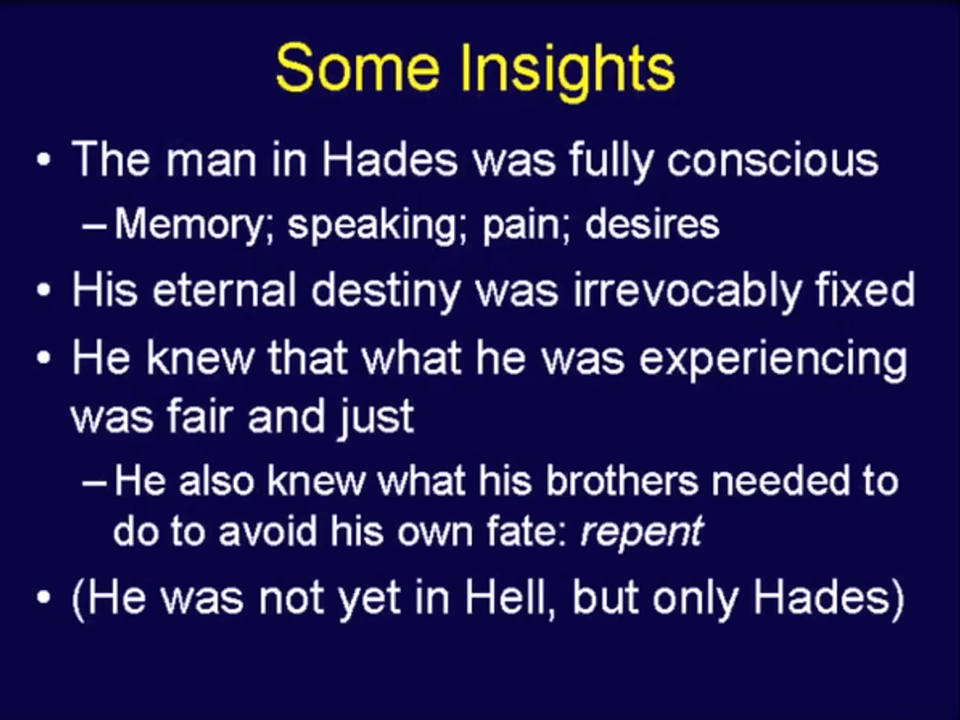 Some Insights
• The man in Hades was fully conscious
– Memory; speaking; pain; desires
• His eternal destiny was irrevocably fixed
• He knew that what he was experiencing
was fair and just
– He also knew what his brothers needed to
do to avoid his own fate: repent
• (He was not yet in Hell, but only Hades)